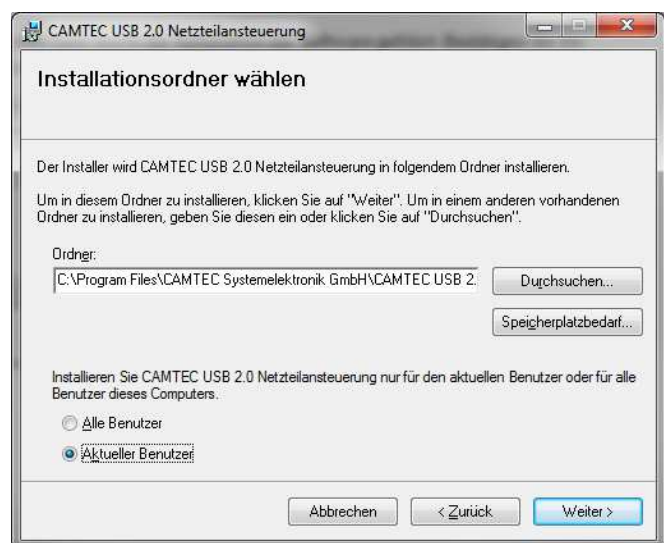 CAMTEC USB 2.0 Netzteilansteuerung
Installationsordner wählen
Der Installer wird CAMTEC USB 2.0 Netzteilansteuerung in folgendem Ordner installieren.
Um in diesem Ordner zu installieren, klicken Sie auf "Weiter". Um in einem anderen vorhandenen
Ordner zu installieren, geben Sie diesen ein oder klicken Sie auf "Durchsuchen".
Ordner:
C:\Program Files\CAMTEC Systemelektronik GmbH\CAMTEC USB 2.
Durchsuchen...
Speicherplatzbedarf...
Installieren Sie CAMTEC USB 2.0 Netzteilansteuerung nur für den aktuellen Benutzer oder für alle
Benutzer dieses Computers.
Alle Benutzer
Aktueller Benutzer
Abbrechen
< Zurück
Weiter >